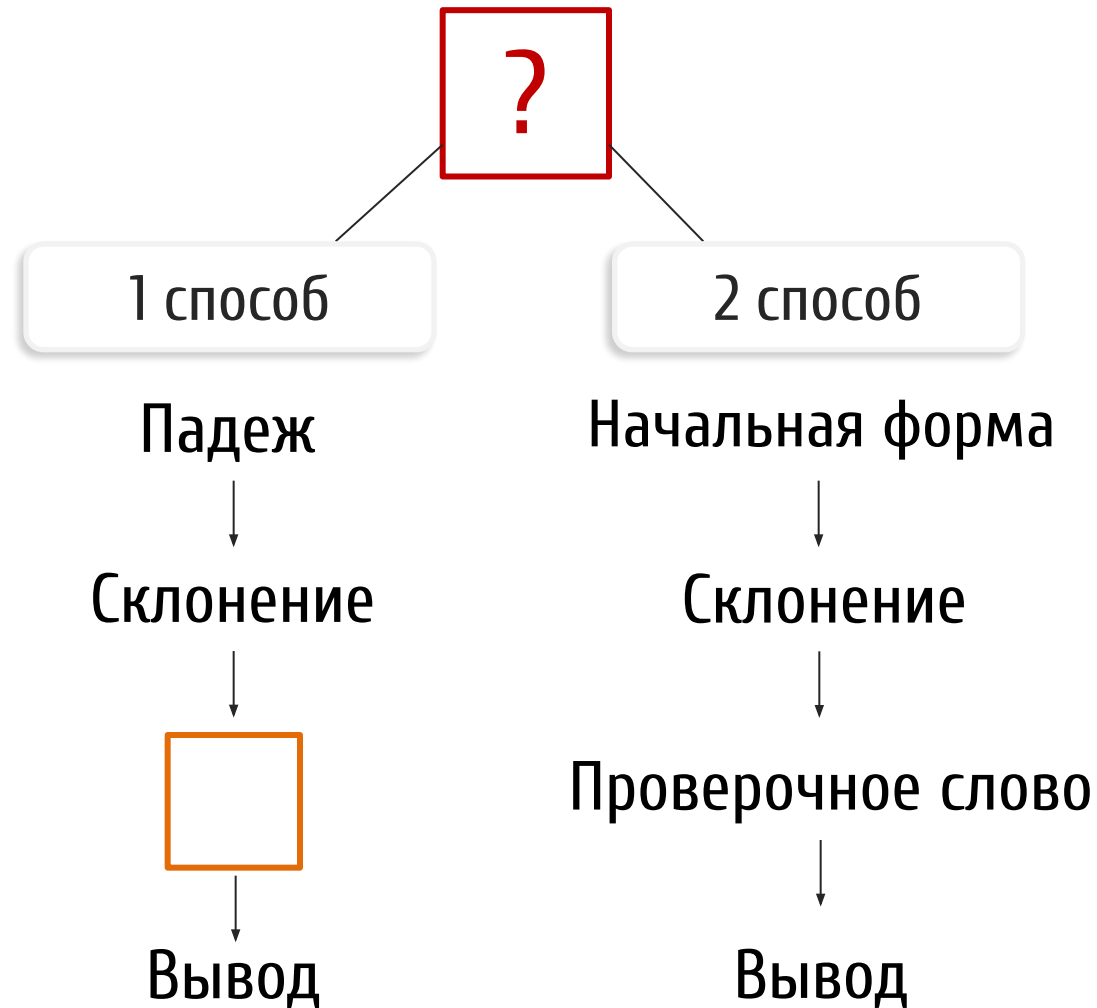 ?
1 способ
2 способ
Падеж
Начальная форма
Склонение
Склонение
Проверочное слово
Вывод
Вывод